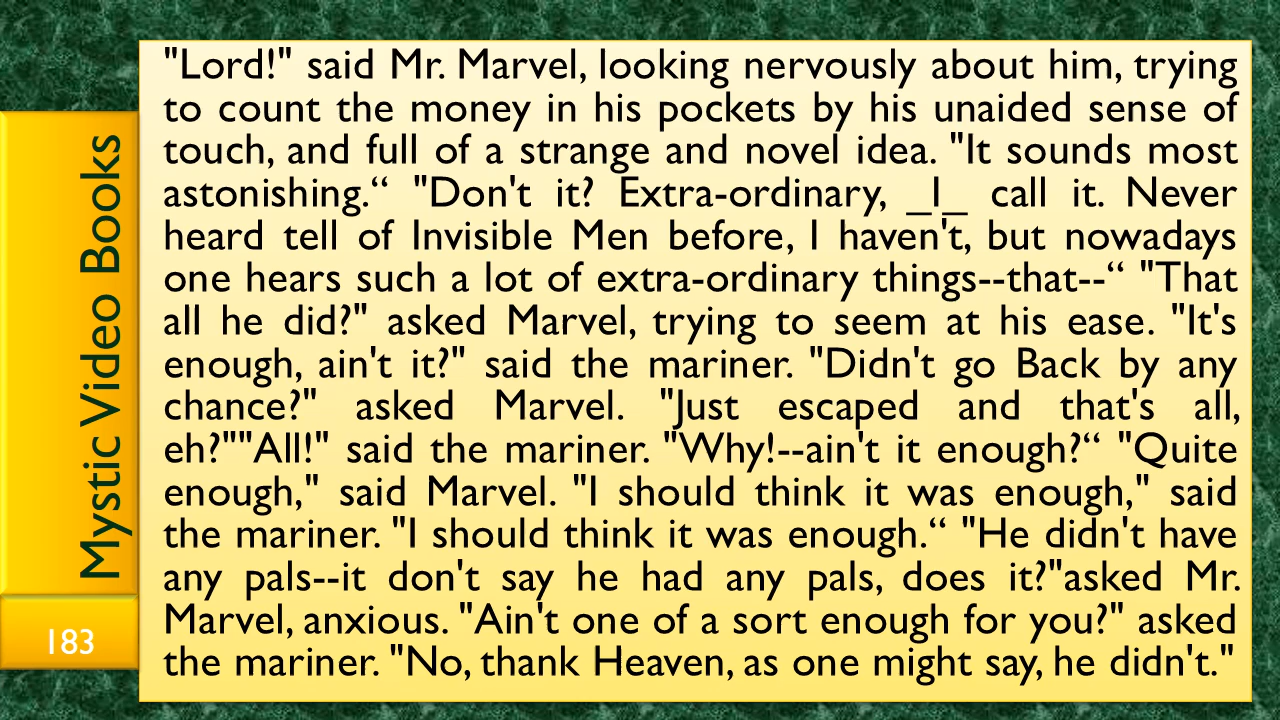 "Lord!" said Mr. Marvel, looking nervously about him, trying
to count the money in his pockets by his unaided sense of
touch, and full of a strange and novel idea. "It sounds most
astonishing.“ "Don't it? Extra-ordinary, _I_ call it. Never
heard tell of Invisible Men before, I haven't, but nowadays
one hears such a lot of extra-ordinary things--that--“ "That
all he did?" asked Marvel, trying to seem at his ease. "It's
enough, ain't it?" said the mariner. "Didn't go Back by any
chance?" asked Marvel. "Just escaped and that's all,
eh?""All!" said the mariner. "Why!--ain't it enough?“ "Quite
enough," said Marvel. "I should think it was enough," said
the mariner. "I should think it was enough.“ "He didn't have
any pals--it don't say he had any pals, does it?"asked Mr.
Marvel, anxious. "Ain't one of a sort enough for you?" asked
the mariner. "No, thank Heaven, as one might say, he didn't."
Mystic Video Books
183